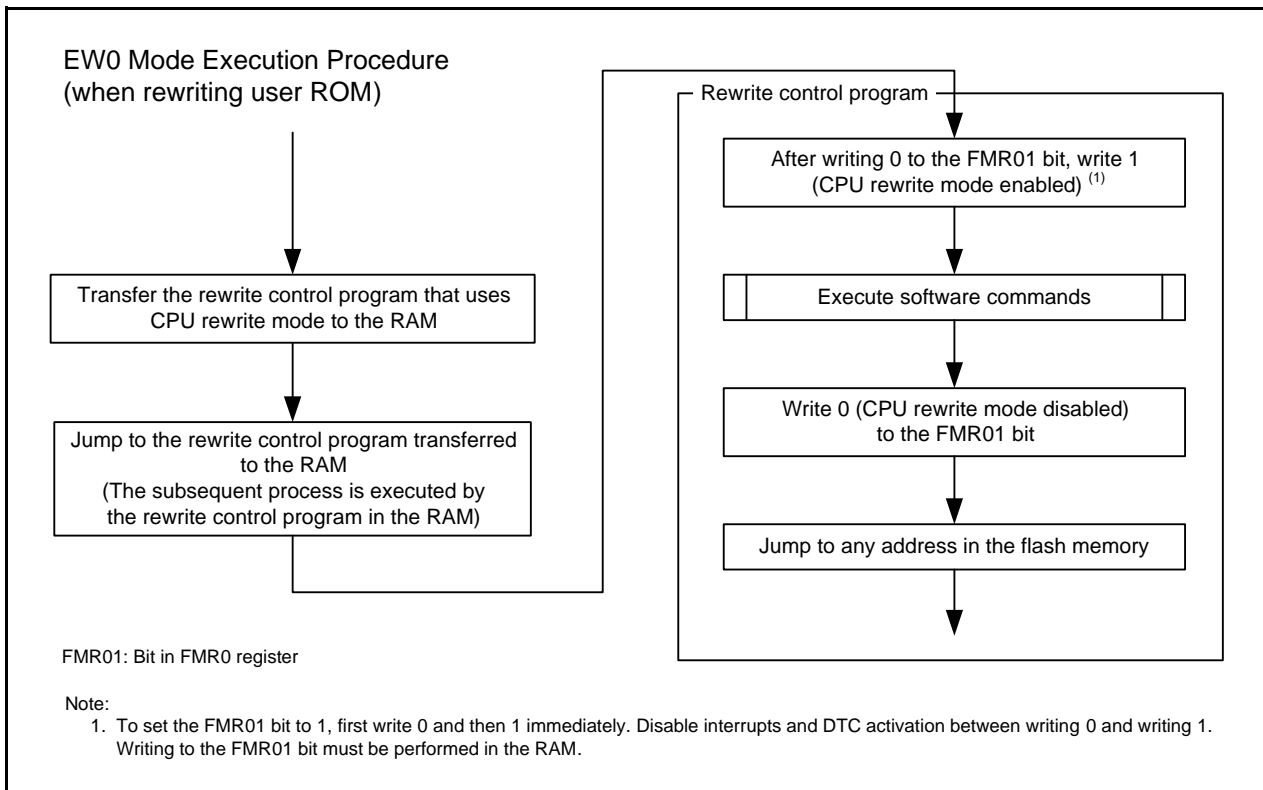 EW0 Mode Execution Procedure
(when rewriting user ROM)
Transfer the rewrite control program that uses
CPU rewrite mode to the RAM
Jump to the rewrite control program transferred
to the RAM
(The subsequent process is executed by
the rewrite control program in the RAM)
Rewrite control program
After writing 0 to the FMR01 bit, write 1
(CPU rewrite mode enabled) (1)
Execute software commands
Write 0 (CPU rewrite mode disabled)
to the FMR01 bit
Jump to any address in the flash memory
FMR01: Bit in FMR0 register
Note:
1. To set the FMR01 bit to 1, first write 0 and then 1 immediately. Disable interrupts and DTC activation between writing 0 and writing 1.
Writing to the FMR01 bit must be performed in the RAM.